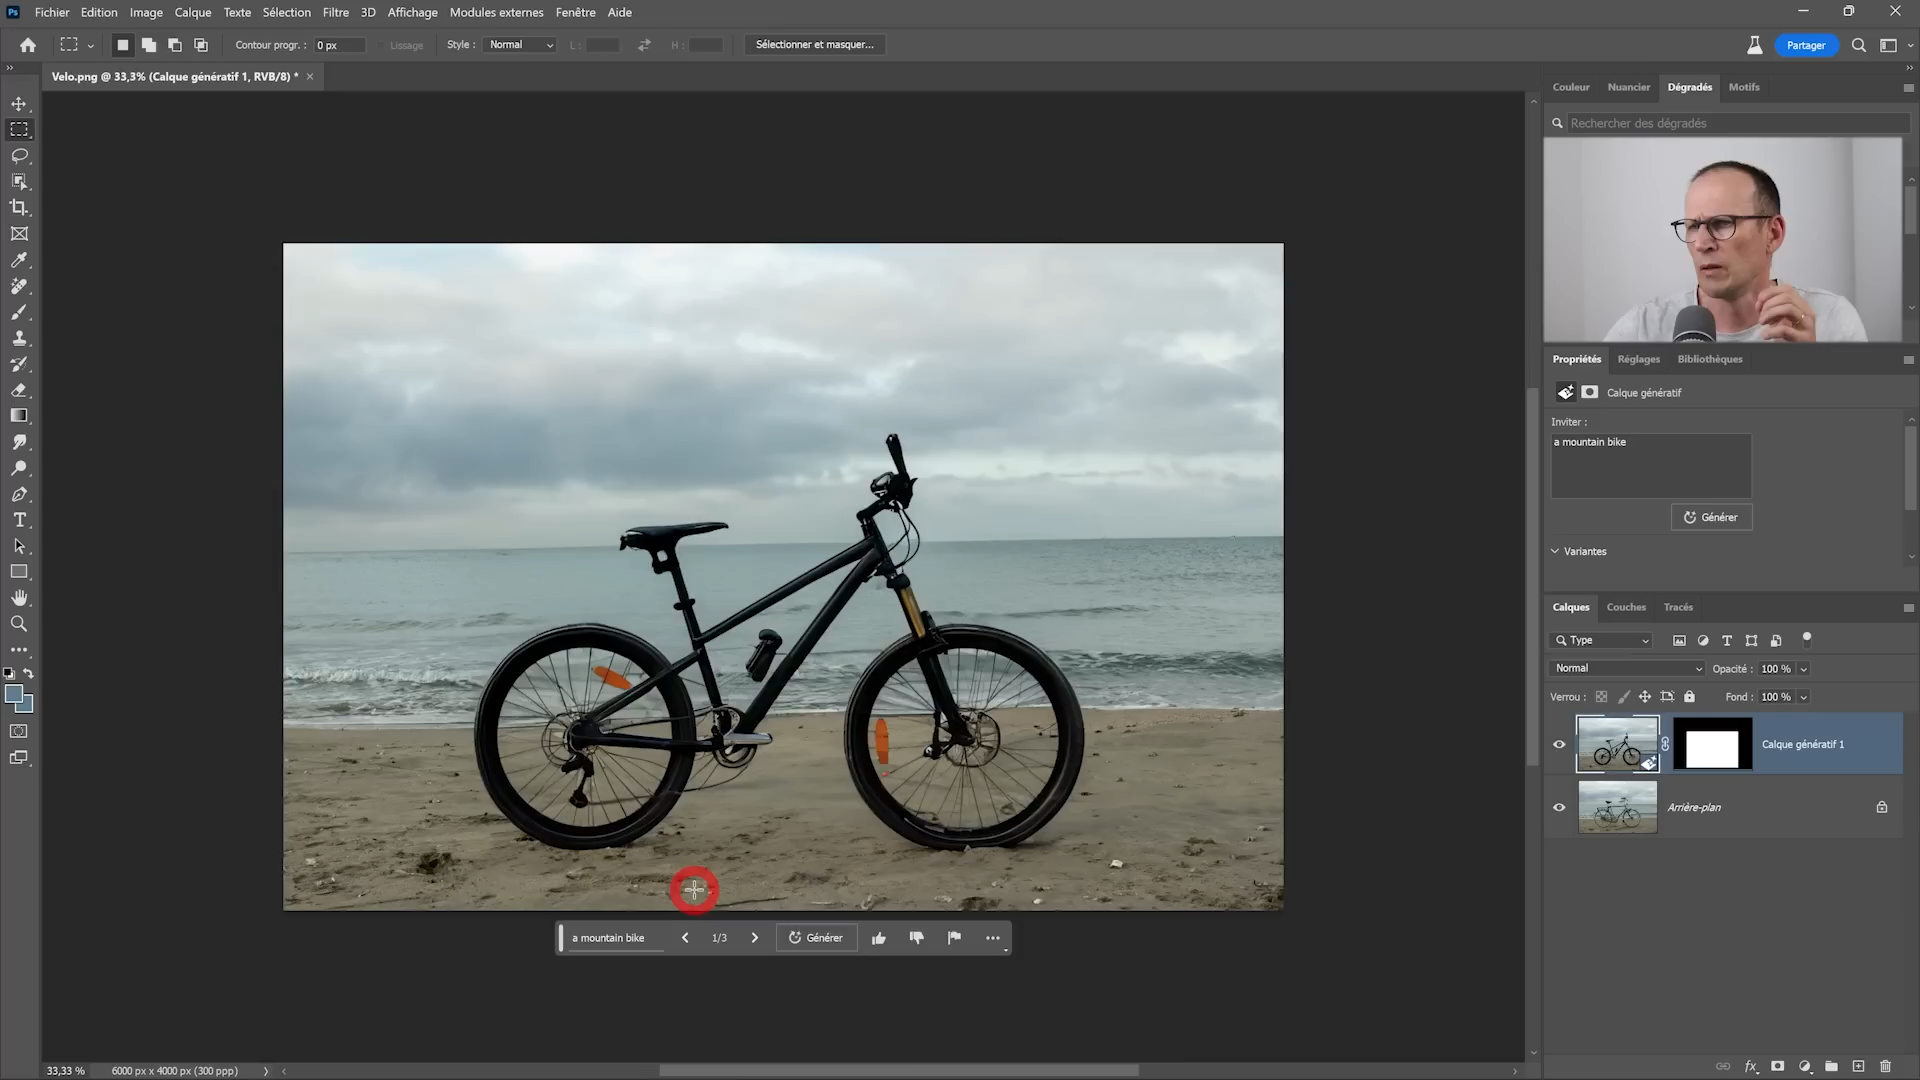 Ps Fichier Edition Image Calque Texte Sélection Filtre 3D Affichage Modules externes Fenêtre Aide
Contour progr. : 0 px Lissage Style : Normal L : H : Sélectionner et masquer... Partager
Velo.png @ 33,3% (Calque génératif 1, RVB/8) * ×
Couleur Nuancier Dégradés Motifs
Rechercher des dégradés
Propriétés Réglages Bibliothèques
Calque génératif
Inviter :
a mountain bike
Générer
Variantes
Calques Couches Tracés
Type
Normal Opacité : 100 %
Verrou : Fond : 100 %
Calque génératif 1
Arrière-plan
a mountain bike 1/3 Générer
33,33 % 6000 px x 4000 px (300 ppp)